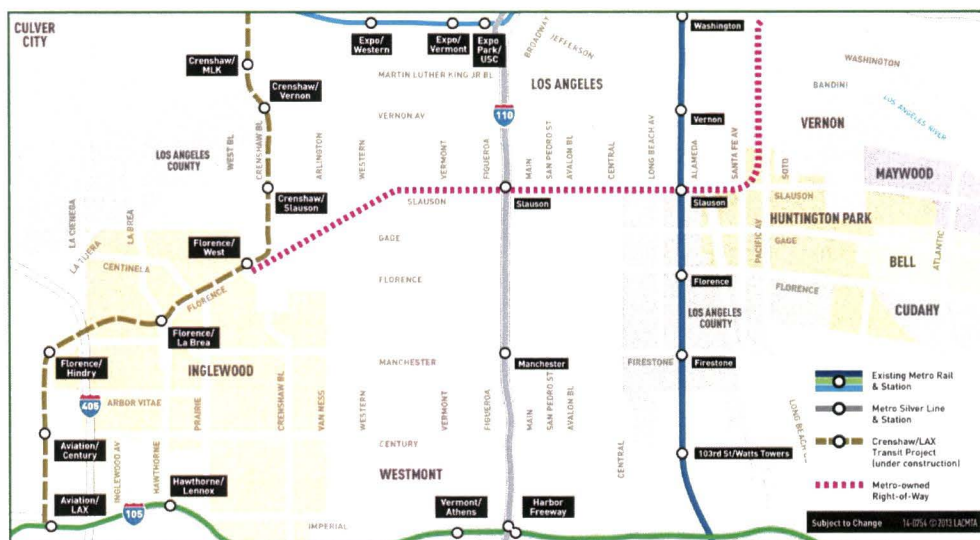 CULVER
CITY
Expo/
Western
Expo/
Vermont
Expo
Park/
USC
BROADWAY
JEFFERSON
Washington
WASHINGTON
BANDINI
LOS ANGELES RIVER
Crenshaw/
MLK
MARTIN LUTHER KING JR BL
LOS ANGELES
Crenshaw/
Vernon
VERNON AV
110
Vernon
VERNON
LOS ANGELES
COUNTY
WEST BL
CRENSHAW BL
ARLINGTON
WESTERN
VERMONT
FIGUEROA
MAIN
SAN PEDRO ST
AVALON BL
CENTRAL
LONG BEACH AV
ALAMEDA
SANTA FE AV
SOTO
MAYWOOD
Crenshaw/
Slauson
SLAUSON
Slauson
Slauson
SLAUSON
HUNTINGTON PARK
LA CIENEGA
LA TIJERA
LA BREA
Florence/
West
GAGE
PACIFIC AV
GAGE
ATLANTIC
BELL
CENTINELA
FLORENCE
FLORENCE
Florence
FLORENCE
CUDAHY
LOS ANGELES
COUNTY
Florence/
La Brea
Florence/
Hindry
INGLEWOOD
MANCHESTER
Manchester
FIRESTONE
Firestone
405
ARBOR VITAE
PRAIRIE
CRENSHAW BL
VAN NESS
WESTERN
VERMONT
FIGUEROA
MAIN
SAN PEDRO ST
AVALON BL
Aviation/
Century
CENTURY
CENTRAL
103rd St/Watts Towers
INGLEWOOD AV
HAWTHORNE
Hawthorne/
Lennox
WESTMONT
Aviation/
LAX
105
IMPERIAL
Vermont/
Athens
Harbor
Freeway
LONG BEACH
Existing Metro Rail
& Station
Metro Silver Line
& Station
Crenshaw/LAX
Transit Project
(under construction)
Metro-owned
Right-of-Way
Subject to Change
14-0254 ©2013 LACMTA